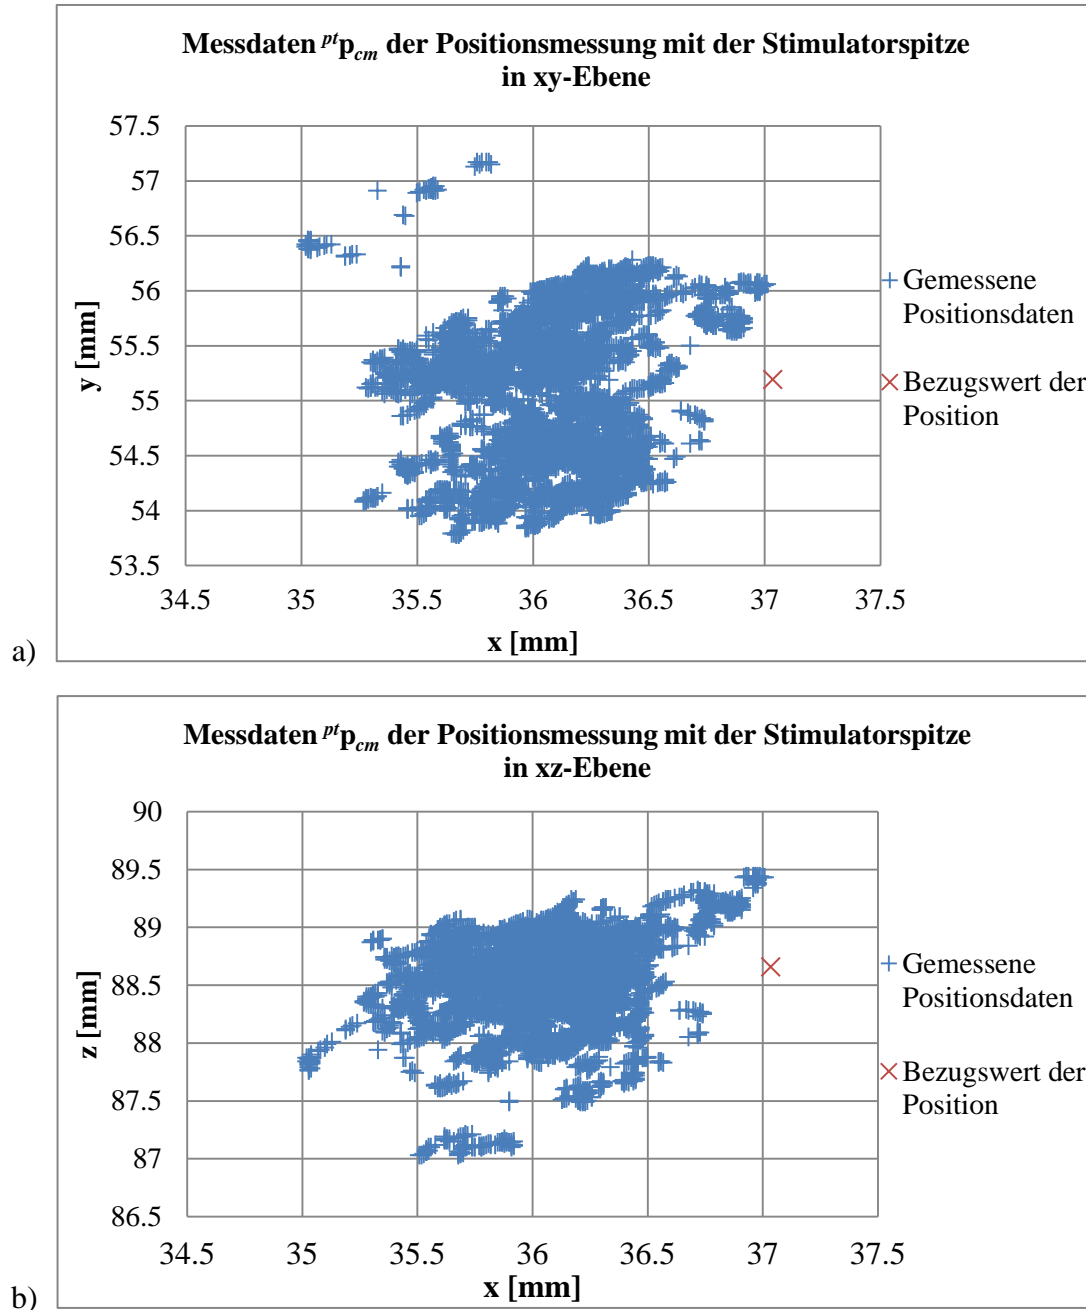 Messdaten ptpcm der Positionsmessung mit der Stimulatorspitze
in xy-Ebene
57.5
57
56.5
56
55.5
55
54.5
54
53.5
y [mm]
34.5 35 35.5 36 36.5 37 37.5
x [mm]
Gemessene
Positionsdaten
Bezugswert der
Position
a)
Messdaten ptpcm der Positionsmessung mit der Stimulatorspitze
in xz-Ebene
90
89.5
89
88.5
88
87.5
87
86.5
z [mm]
34.5 35 35.5 36 36.5 37 37.5
x [mm]
Gemessene
Positionsdaten
Bezugswert der
Position
b)